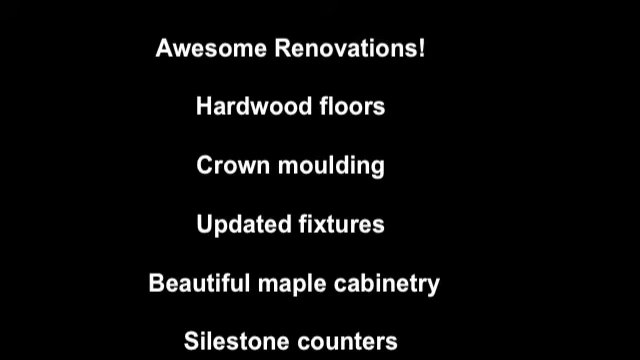 Awesome Renovations!
Hardwood floors
Crown moulding
Updated fixtures
Beautiful maple cabinetry
Silestone counters